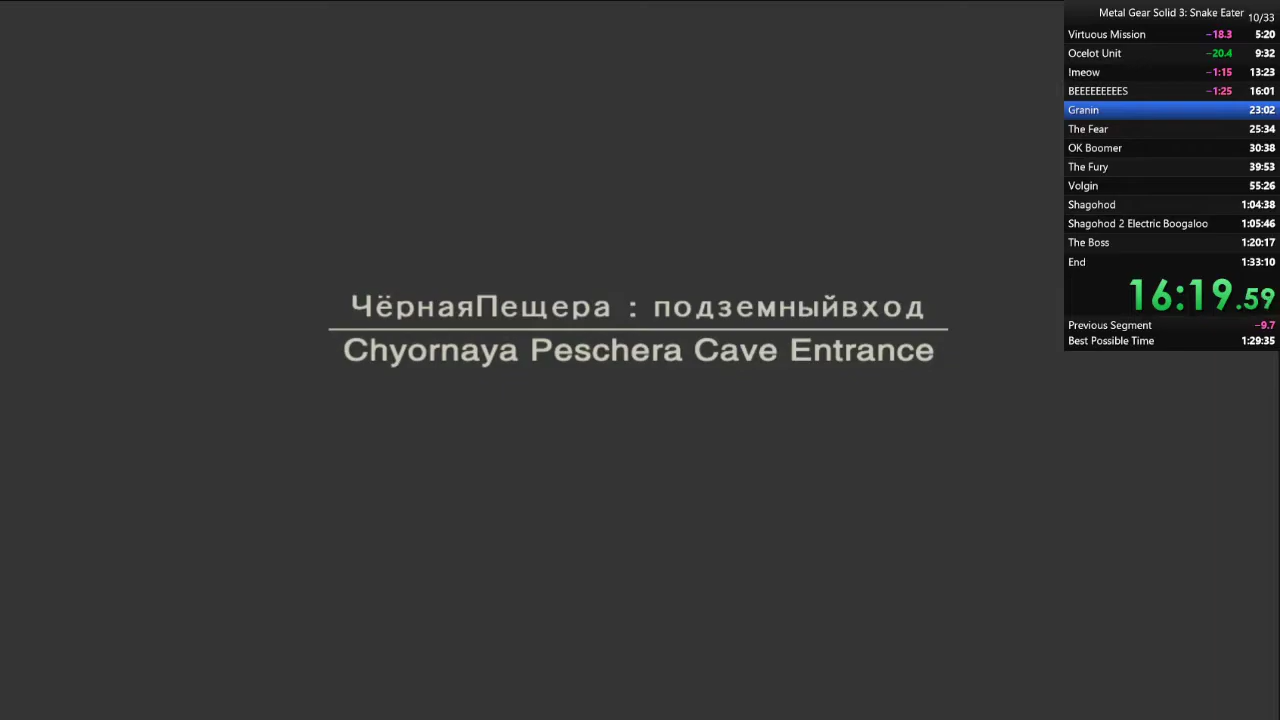 Metal Gear Solid 3: Snake Eater 10/33
Virtuous Mission −18.3 5:20
Ocelot Unit −20.4 9:32
Imeow −1:15 13:23
BEEEEEEEEES −1:25 16:01
Granin 23:02
The Fear 25:34
OK Boomer 30:38
The Fury 39:53
Volgin 55:26
Shagohod 1:04:38
Shagohod 2 Electric Boogaloo 1:05:46
The Boss 1:20:17
End 1:33:10
16:19.59
Previous Segment −9.7
Best Possible Time 1:29:35
ЧёрнаяПещера : подземныйвход
Chyornaya Peschera Cave Entrance